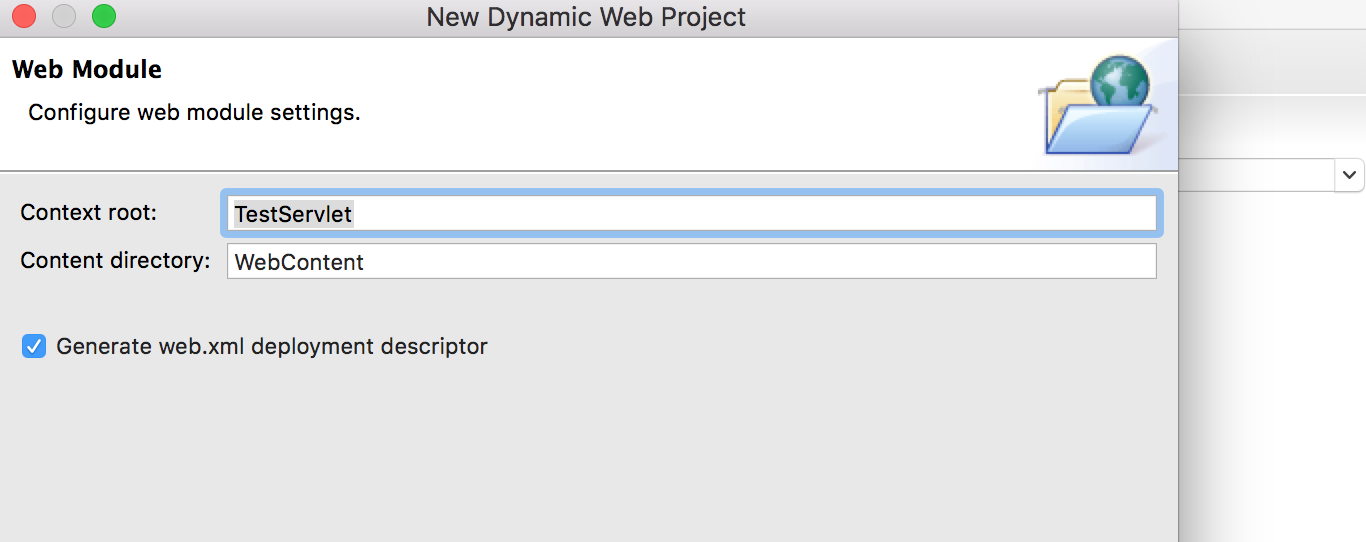 New Dynamic Web Project
Web Module
Configure web module settings.
Context root: TestServlet
Content directory: WebContent
Generate web.xml deployment descriptor